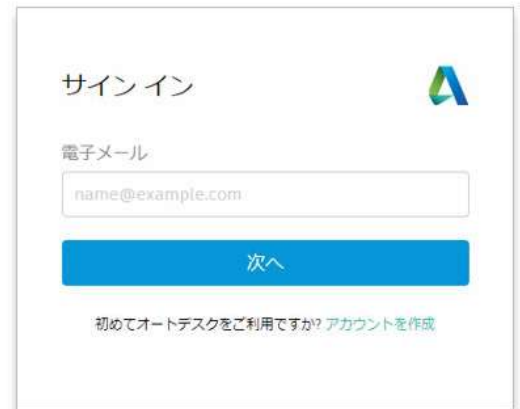 サイン イン
電子メール
name@example.com
次へ
初めてオートデスクをご利用ですか? アカウントを作成